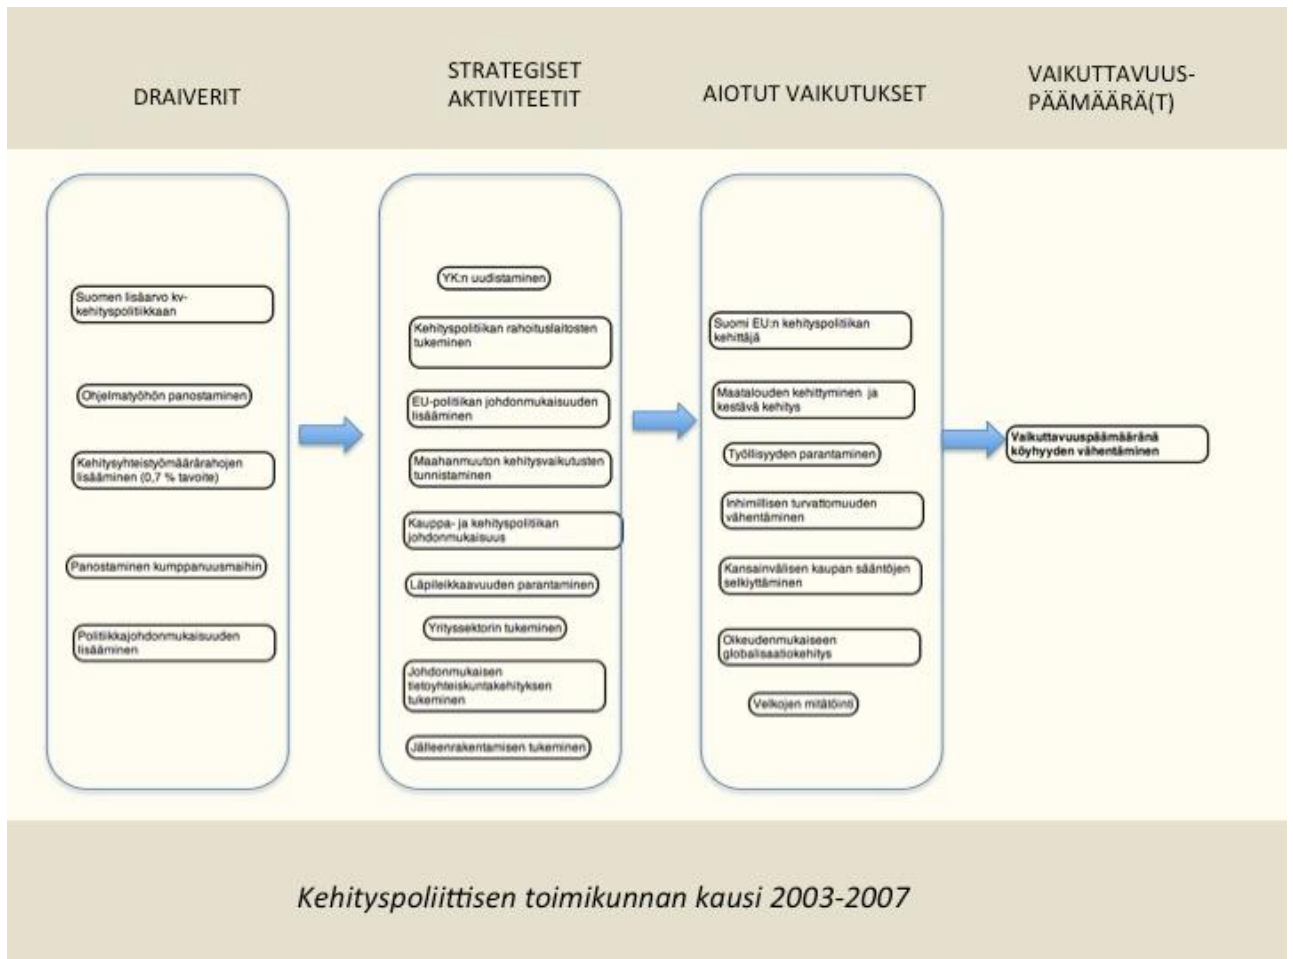 DRAIVERIT
STRATEGISET
AKTIVITEETIT
AIOTUT VAIKUTUKSET
VAIKUTTAVUUS-
PÄÄMÄÄRÄ(T)
Suomen lisäarvo kv-
kehityspolitiikkaan
Ohjelmatyöhön panostaminen
Kehitysyhteistyömäärärahojen
lisääminen (0,7 % tavoite)
Panostaminen kumppanuusmaihin
Politiikkajohdonmukaisuuden
lisääminen
YK:n uudistaminen
Kehityspolitiikan rahoituslaitosten
tukeminen
EU-politiikan johdonmukaisuuden
lisääminen
Maahanmuuton kehitysvaikutusten
tunnistaminen
Kauppa- ja kehityspolitiikan
johdonmukaisuus
Läpileikkaavuuden parantaminen
Yrityssektorin tukeminen
Johdonmukaisen
tietoyhteiskuntakehityksen
tukeminen
Jälleenrakentamisen tukeminen
Suomi EU:n kehityspolitiikan
kehittäjä
Maatalouden kehittyminen ja
kestävä kehitys
Työllisyyden parantaminen
Inhimillisen turvattomuuden
vähentäminen
Kansainvälisen kaupan sääntöjen
selkiyttäminen
Oikeudenmukaiseen
globalisaatiokehitys
Velkojen mitätöinti
Vaikuttavuuspäämääränä
köyhyyden vähentäminen
Kehityspoliittisen toimikunnan kausi 2003-2007